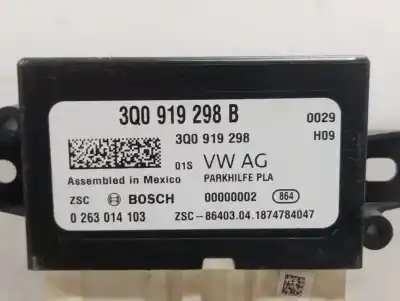 3Q0 919 298 B 0029
3Q0 919 298 H09
01S VW AG
Assembled in Mexico PARKHILFE PLA
ZSC BOSCH 00000002 864
0 263 014 103 ZSC-86403.04.1874784047